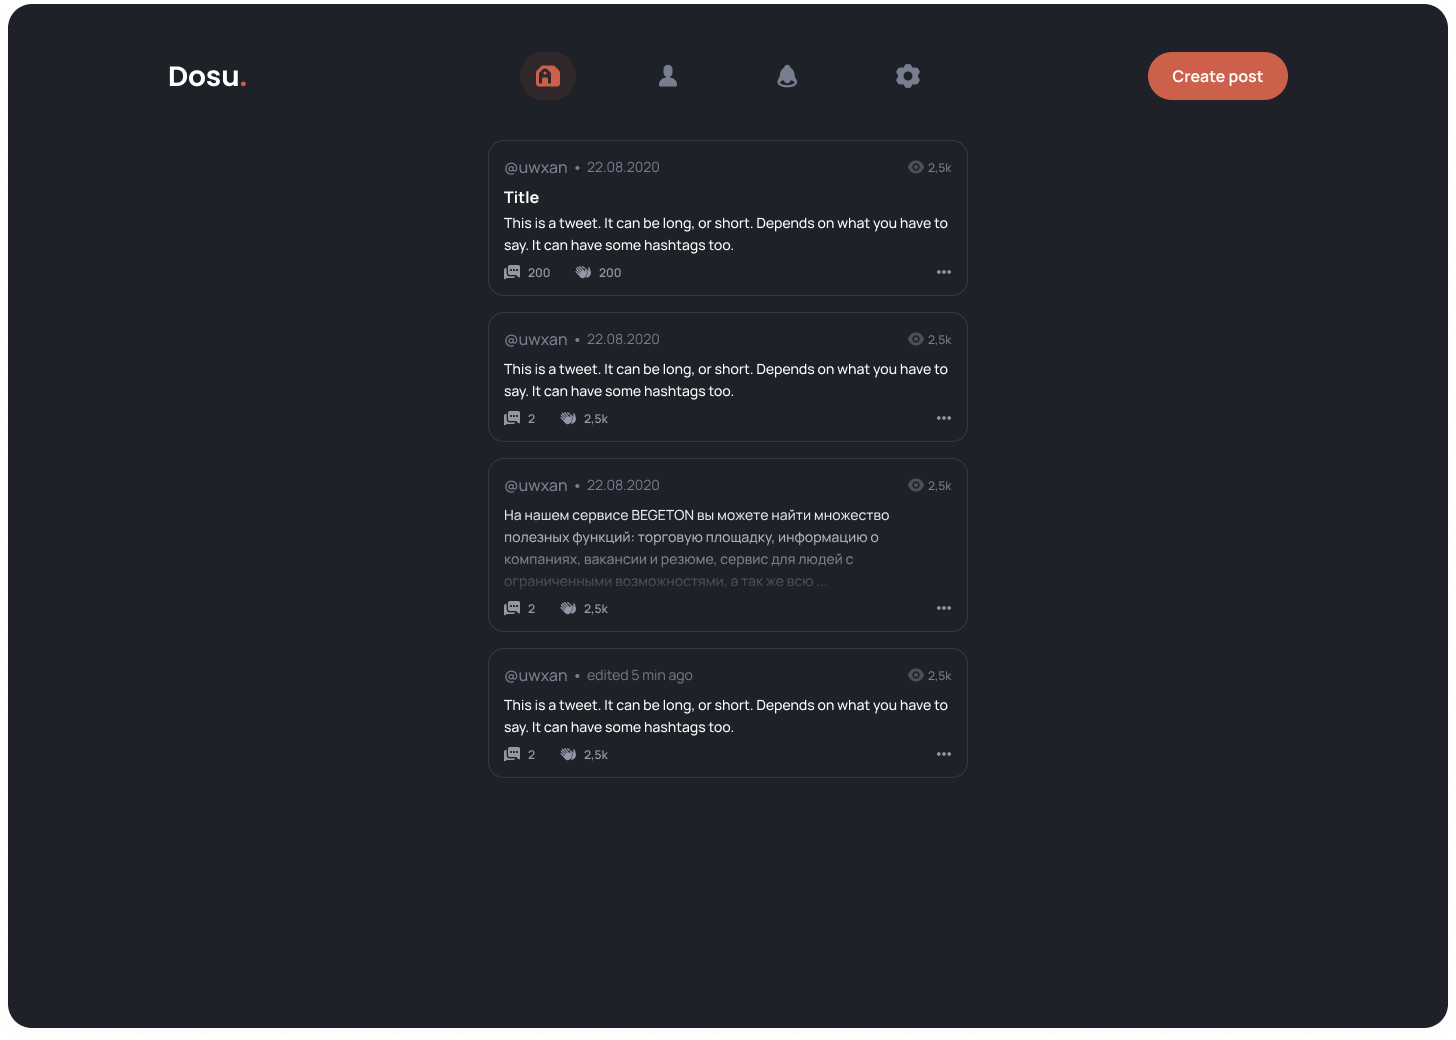 Dosu.
Create post
@uwxan • 22.08.2020
2,5k
Title
This is a tweet. It can be long, or short. Depends on what you have to
say. It can have some hashtags too.
200
200
@uwxan • 22.08.2020
2,5k
This is a tweet. It can be long, or short. Depends on what you have to
say. It can have some hashtags too.
2
2,5k
@uwxan • 22.08.2020
2,5k
На нашем сервисе BEGETON вы можете найти множество
полезных функций: торговую площадку, информацию о
компаниях, вакансии и резюме, сервис для людей с
ограниченными возможностями, а так же всю ...
2
2,5k
@uwxan • edited 5 min ago
2,5k
This is a tweet. It can be long, or short. Depends on what you have to
say. It can have some hashtags too.
2
2,5k